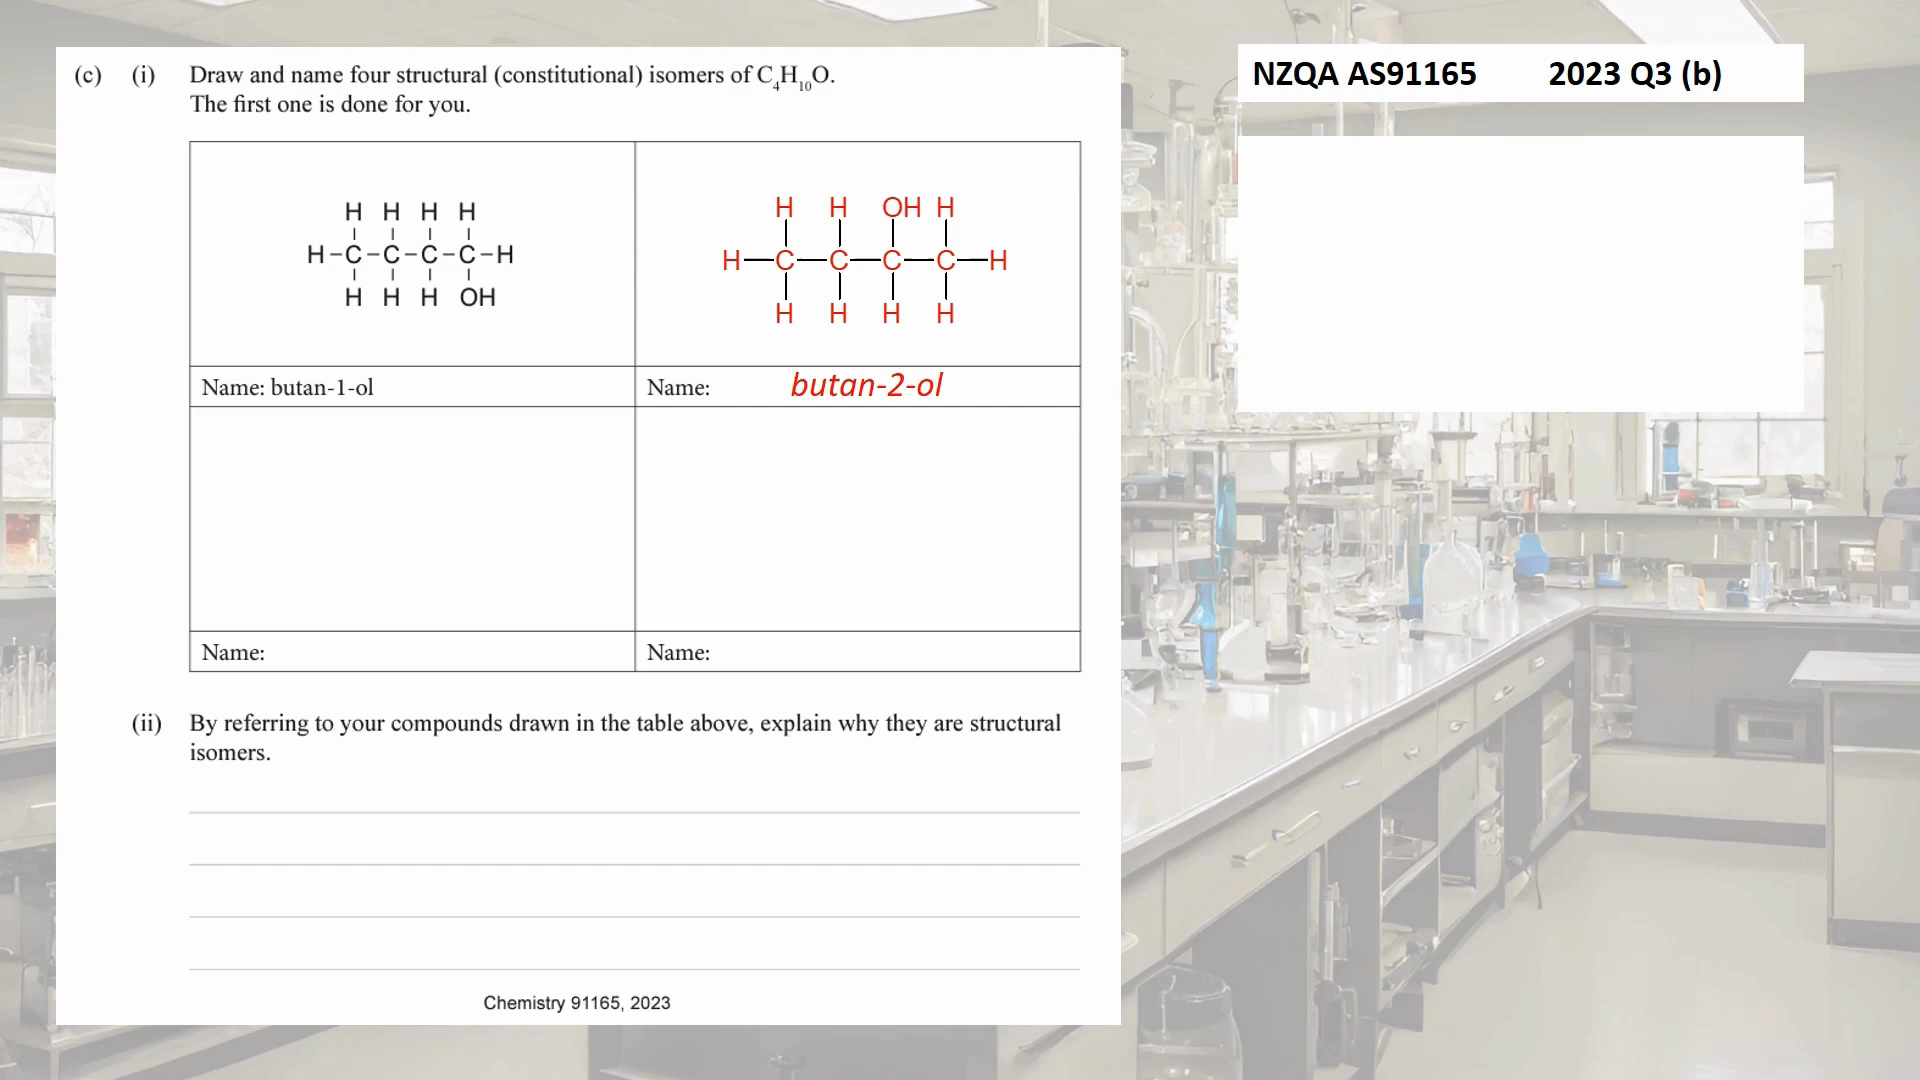 (c) (i) Draw and name four structural (constitutional) isomers of C₄H₁₀O.
The first one is done for you.
NZQA AS91165 2023 Q3 (b)
H H H H
H-C-C-C-C-H
H H H OH
H H OH H
H-C-C-C-C-H
H H H H
Name: butan-1-ol
Name: butan-2-ol
Name:
Name:
(ii) By referring to your compounds drawn in the table above, explain why they are structural
isomers.
Chemistry 91165, 2023